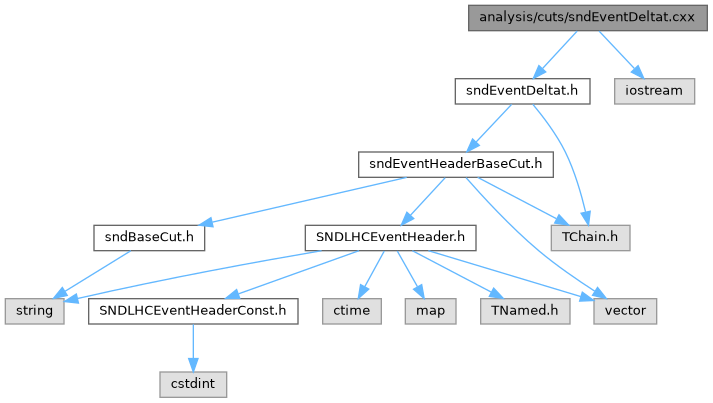 analysis/cuts/sndEventDeltat.cxx
sndEventDeltat.h
iostream
sndEventHeaderBaseCut.h
sndBaseCut.h
SNDLHCEventHeader.h
TChain.h
string
SNDLHCEventHeaderConst.h
ctime
map
TNamed.h
vector
cstdint